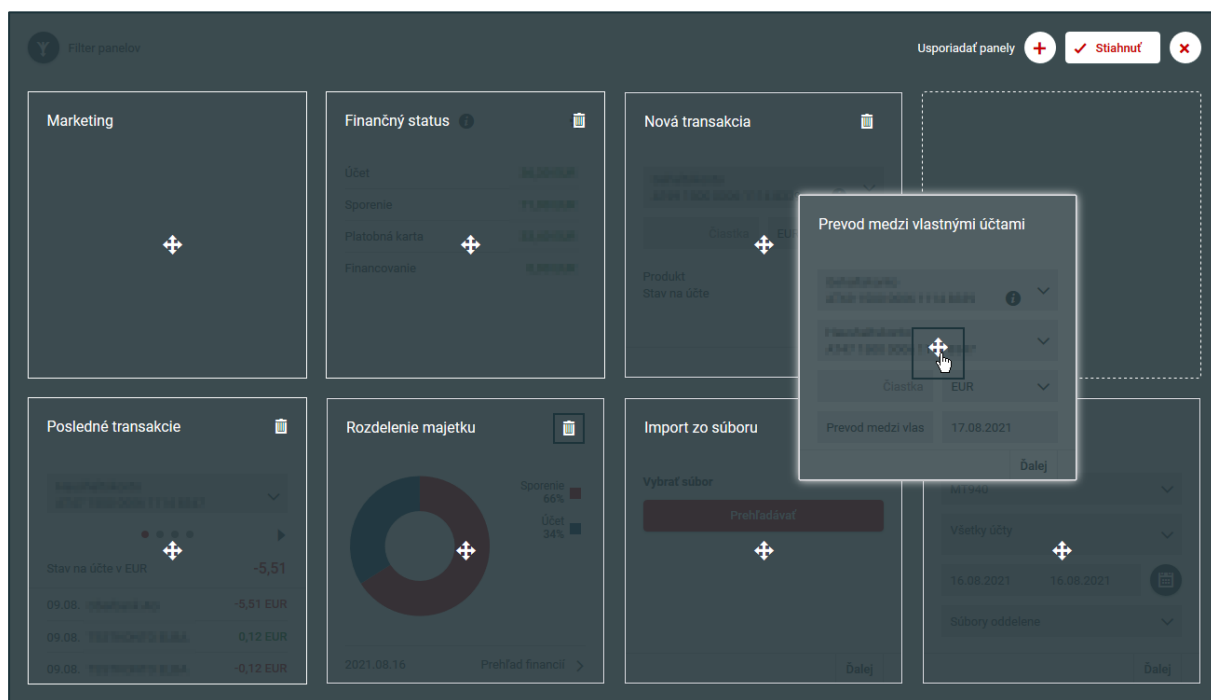 Filter panelov
Usporiadať panely
Stiahnuť
Marketing
Finančný status
Účet
Sporenie
Platobná karta
Financovanie
Nová transakcia
Čiastka EUR
Produkt
Stav na účte
Prevod medzi vlastnými účtami
Čiastka EUR
Prevod medzi vlas 17.08.2021
Ďalej
Posledné transakcie
Stav na účte v EUR -5,51
09.08. -5,51 EUR
09.08. 0,12 EUR
09.08. -0,12 EUR
Rozdelenie majetku
Sporenie
66%
Účet
34%
2021.08.16 Prehľad financií
Import zo súboru
Vybrať súbor
Prehľadávať
Ďalej
MT940
Všetky účty
16.08.2021 16.08.2021
Súbory oddelene
Ďalej